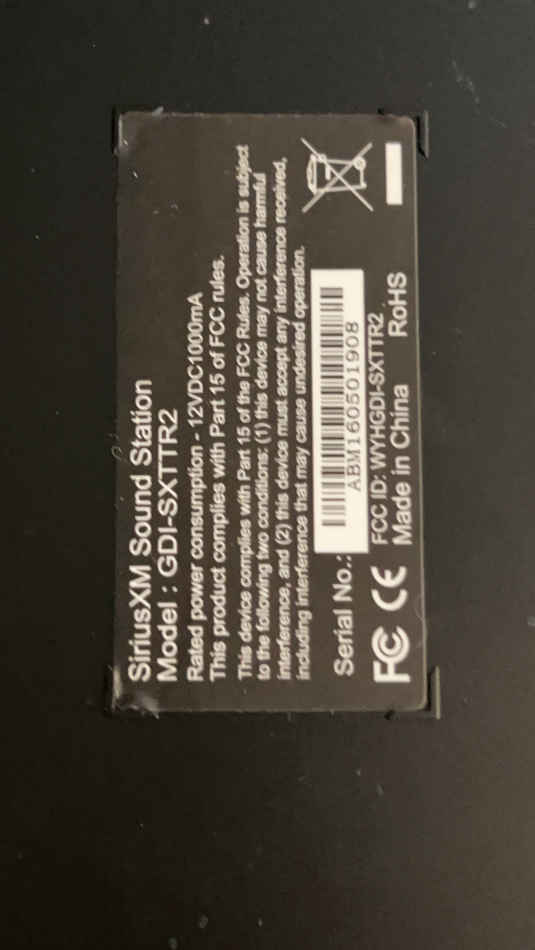 SiriusXM Sound Station
Model : GDI-SXTTR2
Rated power consumption - 12VDC1000mA
This product complies with Part 15 of FCC rules.
This device complies with Part 15 of the FCC Rules. Operation is subject
to the following two conditions: (1) this device may not cause harmful
interference, and (2) this device must accept any interference received,
including interference that may cause undesired operation.
Serial No.:
ABM160501908
FCC ID: WYHGDI-SXTTR2
FC CE Made in China RoHS